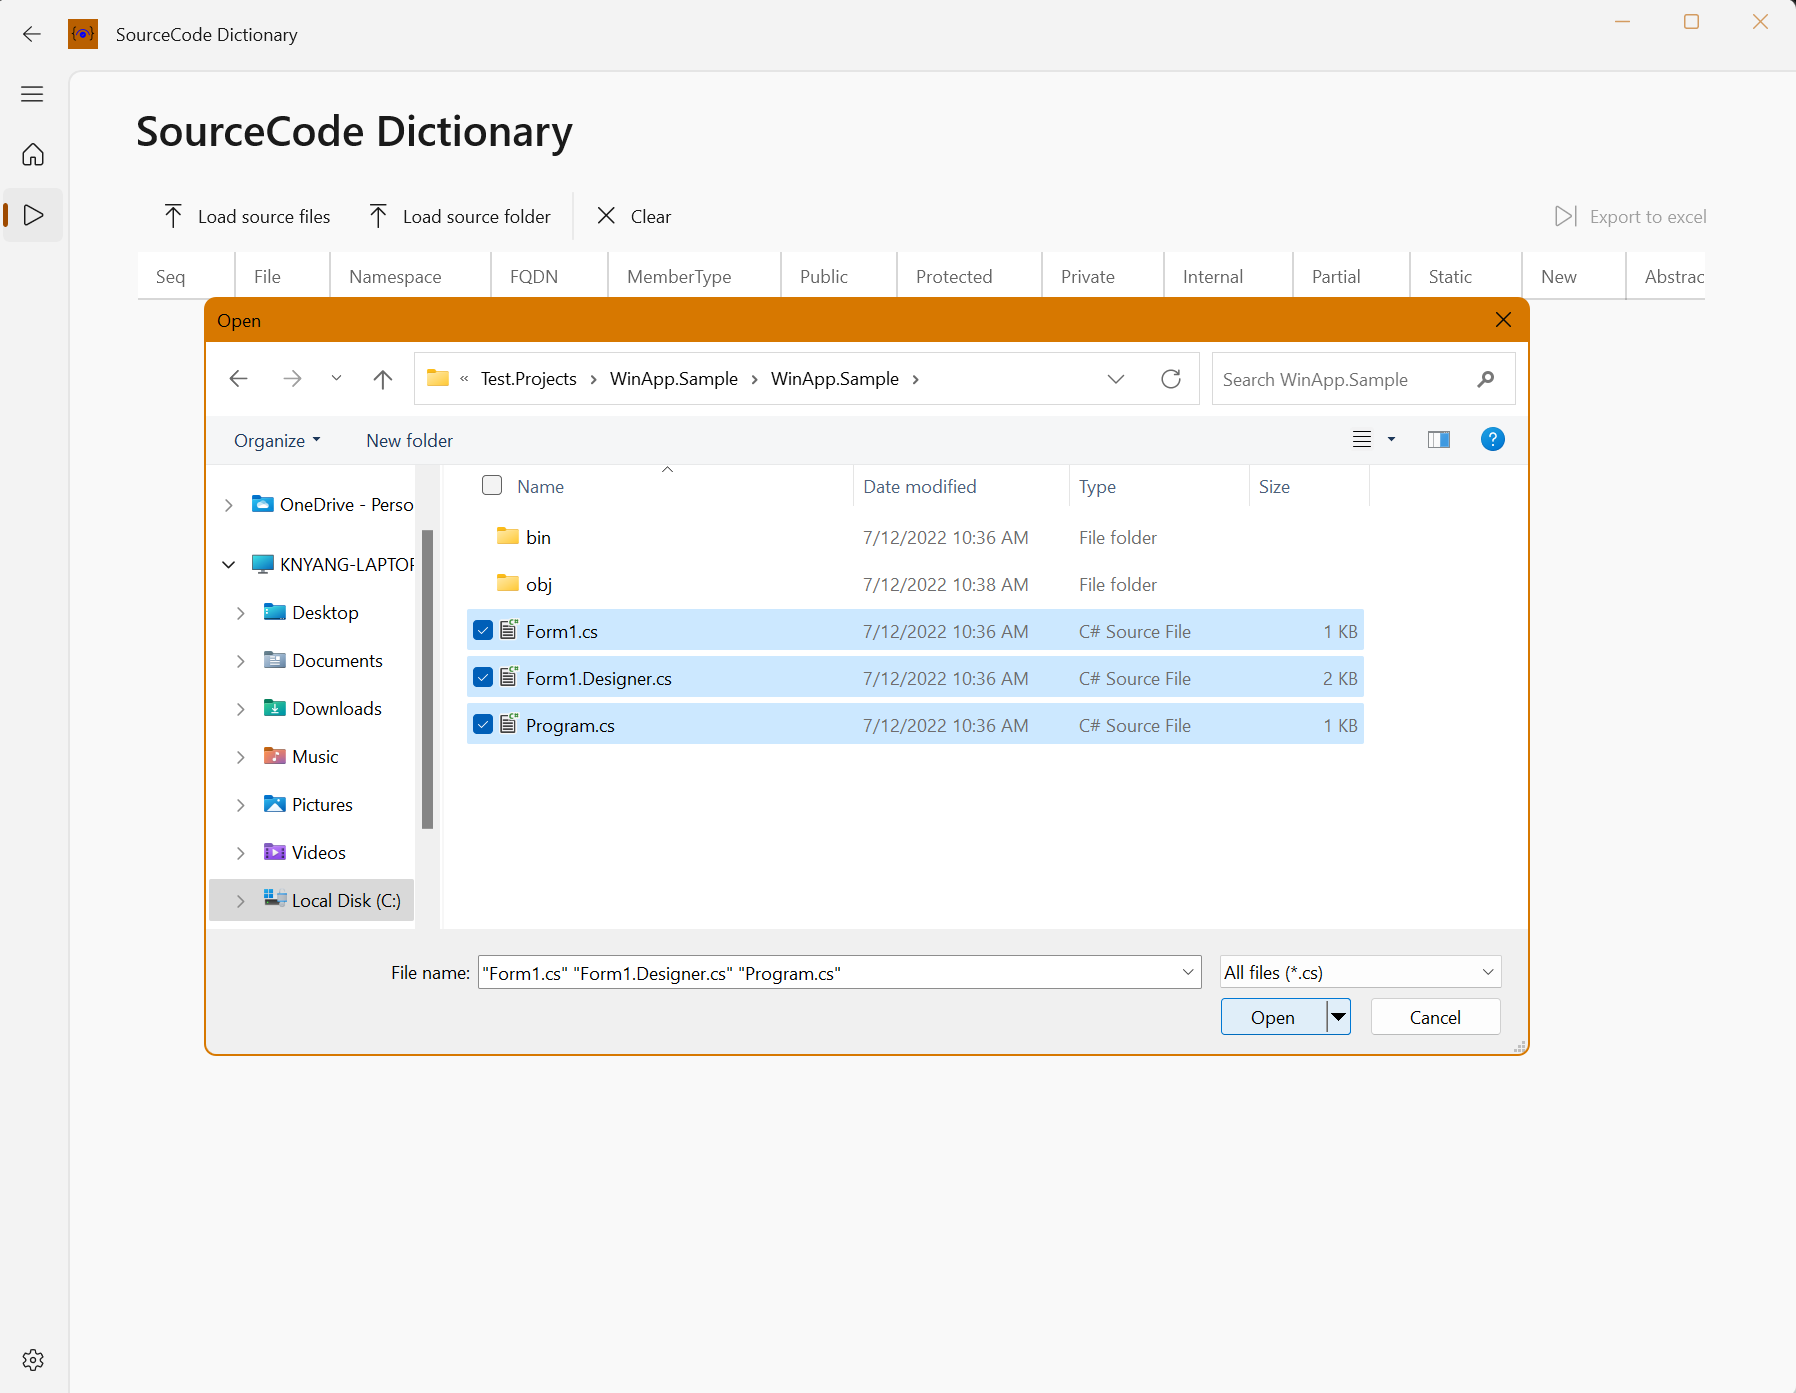 SourceCode Dictionary
SourceCode Dictionary
Load source files Load source folder Clear Export to excel
Seq File Namespace FQDN MemberType Public Protected Private Internal Partial Static New Abstrac
Open
« Test.Projects > WinApp.Sample > WinApp.Sample > Search WinApp.Sample
Organize New folder ?
Name Date modified Type Size
OneDrive - Perso
KNYANG-LAPTOP
Desktop
Documents
Downloads
Music
Pictures
Videos
Local Disk (C:)
bin 7/12/2022 10:36 AM File folder
obj 7/12/2022 10:38 AM File folder
Form1.cs 7/12/2022 10:36 AM C# Source File 1 KB
Form1.Designer.cs 7/12/2022 10:36 AM C# Source File 2 KB
Program.cs 7/12/2022 10:36 AM C# Source File 1 KB
File name: "Form1.cs" "Form1.Designer.cs" "Program.cs" All files (*.cs)
Open Cancel